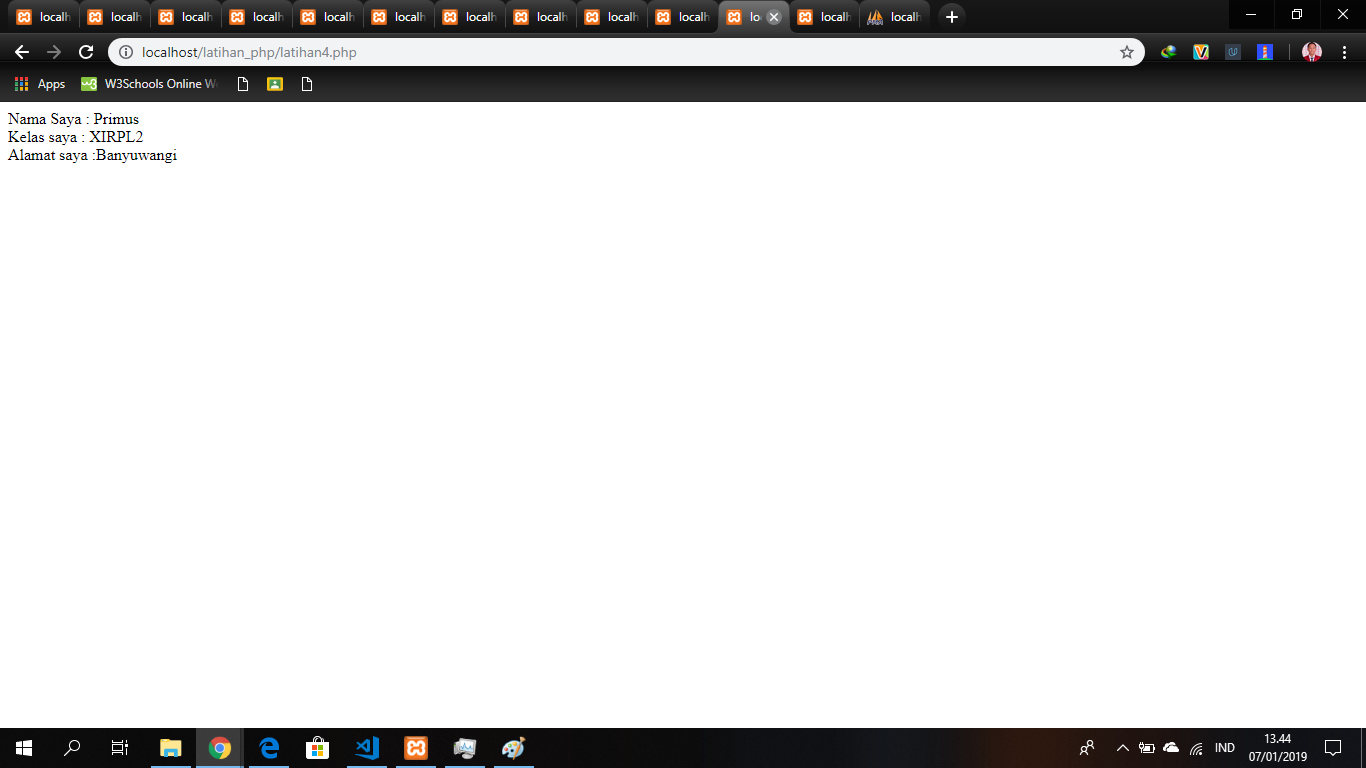 localh localh localh localh localh localh localh localh localh localh lo localh localh
localhost/latihan_php/latihan4.php
Apps W3Schools Online W
Nama Saya : Primus
Kelas saya : XIRPL2
Alamat saya :Banyuwangi
IND
13.44
07/01/2019